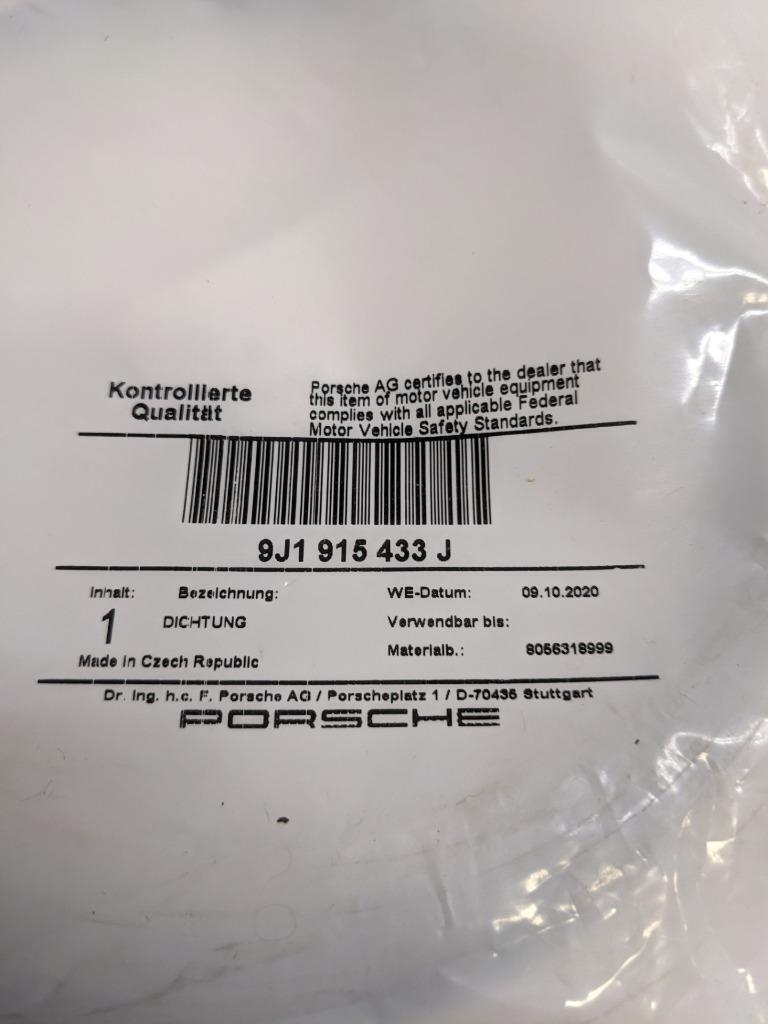 Kontrollierte
Qualität
Porsche AG certifies to the dealer that
this item of motor vehicle equipment
complies with all applicable Federal
Motor Vehicle Safety Standards.
9J1 915 433 J
Inhalt: Bezeichnung: WE-Datum: 09.10.2020
1 DICHTUNG Verwendbar bis:
Made in Czech Republic Materialb.: 8056318999
Dr. Ing. h.c. F. Porsche AG / Porscheplatz 1 / D-70435 Stuttgart
PORSCHE